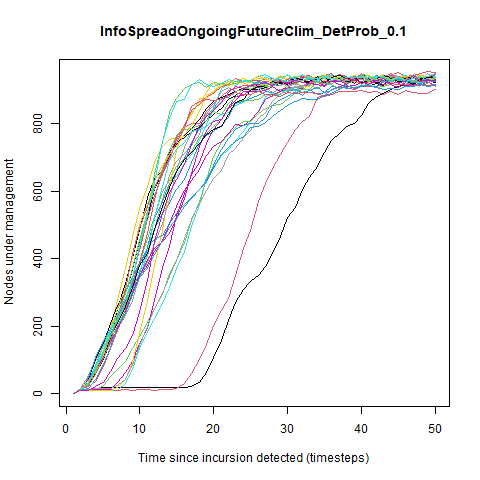 InfoSpreadOngoingFutureClim_DetProb_0.1
Nodes under management
800
600
400
200
0
0 10 20 30 40 50
Time since incursion detected (timesteps)